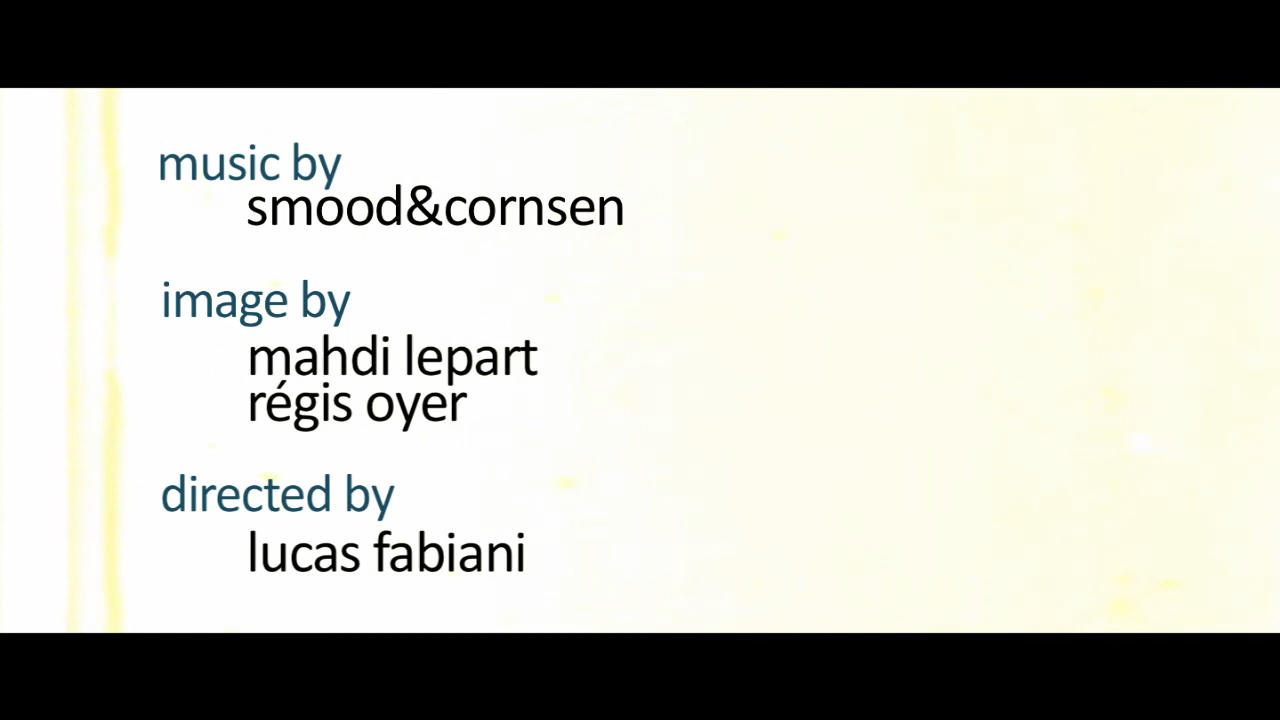 music by
smood&cornsen
image by
mahdi lepart
régis oyer
directed by
lucas fabiani